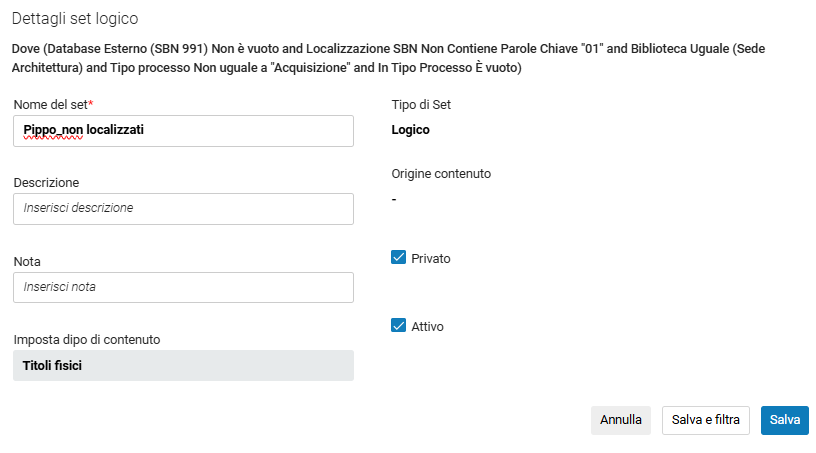 Dettagli set logico
Dove (Database Esterno (SBN 991) Non è vuoto and Localizzazione SBN Non Contiene Parole Chiave "01" and Biblioteca Uguale (Sede
Architettura) and Tipo processo Non uguale a "Acquisizione" and In Tipo Processo È vuoto)
Nome del set*
Tipo di Set
Pippo_non localizzati
Logico
Origine contenuto
Descrizione
-
Inserisci descrizione
Nota
Privato
Inserisci nota
Attivo
Imposta dipo di contenuto
Titoli fisici
Annulla
Salva e filtra
Salva